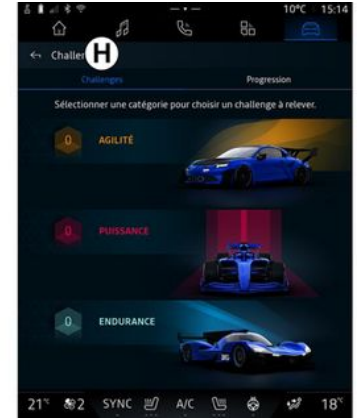 10°C 15:14
← Challen
H
Challenges Progression
Sélectionner une catégorie pour choisir un challenge à relever.
0 AGILITÉ
0 PUISSANCE
0 ENDURANCE
21°C 2 SYNC A/C 18°C